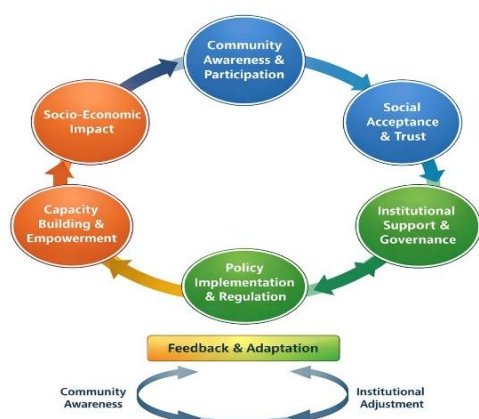 Community
Awareness &
Participation
Social
Acceptance
& Trust
Institutional
Support &
Governance
Policy
Implementation
& Regulation
Capacity
Building &
Empowerment
Socio-Economic
Impact
Feedback & Adaptation
Community
Awareness
Institutional
Adjustment